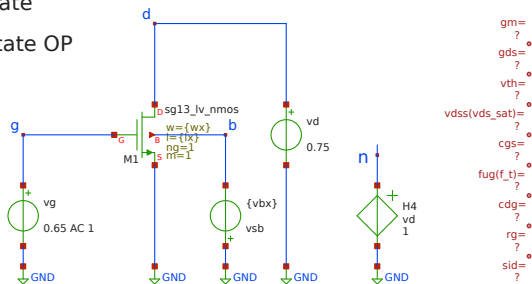 ate
tate OP
d
sg13_lv_nmos
D
w={wx}
l={lx}
ng=1
m=1
G
B
S
M1
g
b
vd
0.75
n
vg
0.65 AC 1
{vbx}
vsb
H4
vd
1
GND
GND
GND
GND
GND
gm=
?
gds=
?
vth=
?
vdss(vds_sat)=
?
cgs=
?
fug(f_t)=
?
cdg=
?
rg=
?
sid=
?